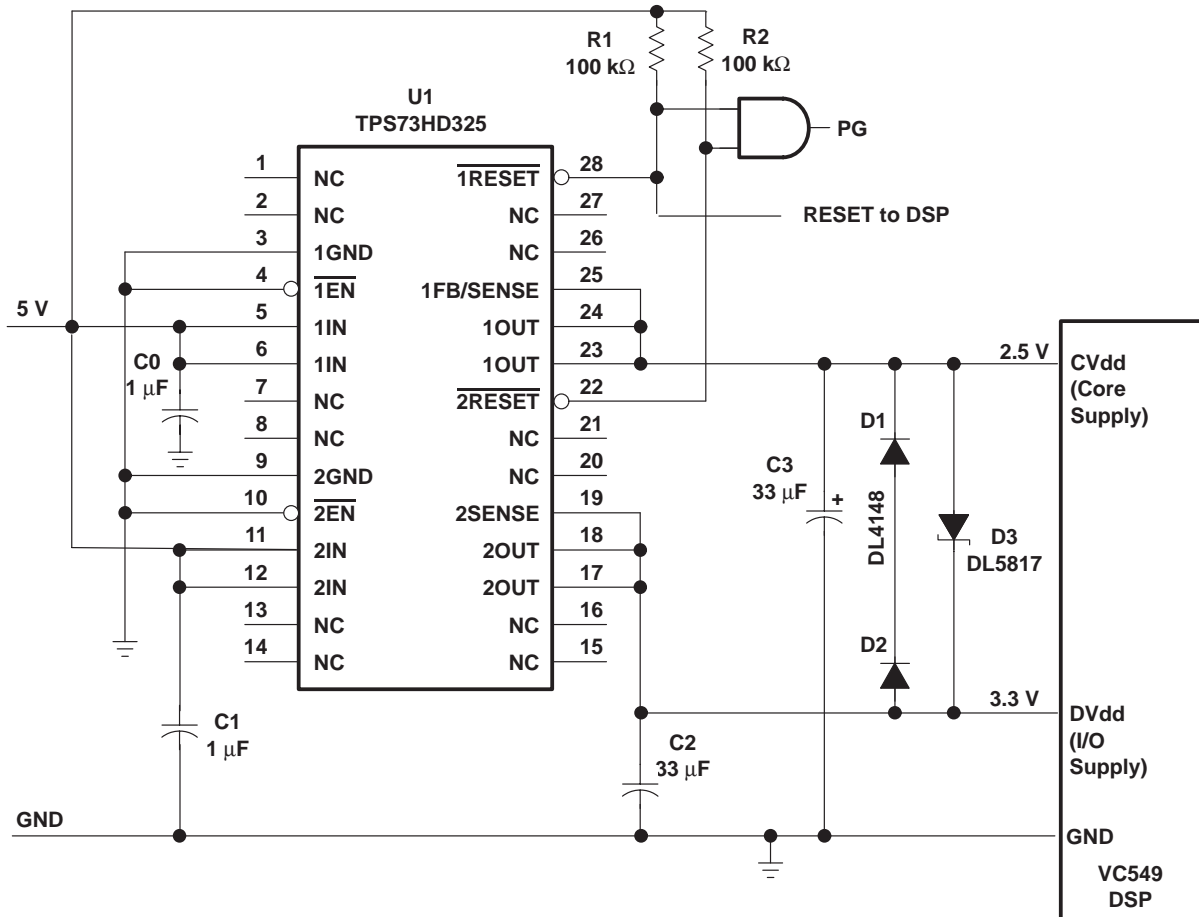 R1
100 kΩ
R2
100 kΩ
U1
TPS73HD325
PG
RESET to DSP
5 V
1 NC
2 NC
3 1GND
4 1EN
5 1IN
6 1IN
7 NC
8 NC
9 2GND
10 2EN
11 2IN
12 2IN
13 NC
14 NC
1RESET 28
NC 27
NC 26
1FB/SENSE 25
1OUT 24
1OUT 23
2RESET 22
NC 21
NC 20
2SENSE 19
2OUT 18
2OUT 17
NC 16
NC 15
C0
1 μF
C1
1 μF
C2
33 μF
C3
33 μF
+
D1
DL4148
D2
D3
DL5817
2.5 V
CVdd
(Core
Supply)
3.3 V
DVdd
(I/O
Supply)
GND
GND
VC549
DSP